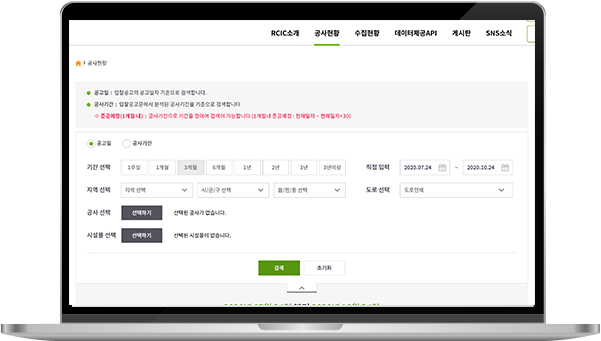 RCIC소개 공사현황 수집현황 데이터제공API 게시판 SNS소식
공사현황
공고일 : 입찰공고의 공고일자 기준으로 검색합니다.
공사기간 : 입찰공고문에서 분석된 공사기간을 기준으로 검색합니다
※ 준공예정(1개월 내) : 공사기간으로 기간을 정하여 검색이 가능합니다 (1개월내 준공예정 : 현재일자 ~ 현재일자+30)
공고일 공사기간
기간 선택 1주일 1개월 3개월 6개월 1년 2년 3년 3년이상 직접 입력 2020.07.24 ~ 2020.10.24
지역 선택 지역 선택 시/군/구 선택 읍/면/동 선택 도로 선택 도로전체
공사 선택 선택하기 선택된 공사가 없습니다.
시설물 선택 선택하기 선택된 시설물이 없습니다.
검색 초기화